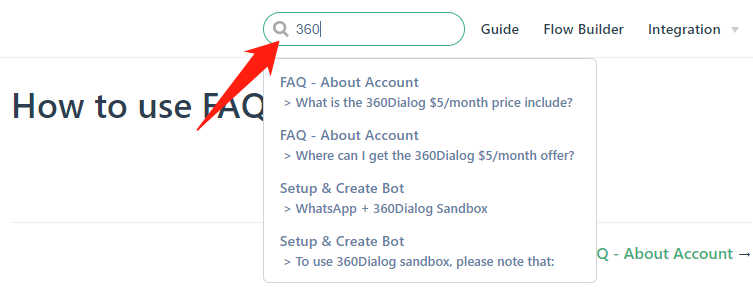 360
Guide
Flow Builder
Integration
How to use FAQ
FAQ - About Account
> What is the 360Dialog $5/month price include?
FAQ - About Account
> Where can I get the 360Dialog $5/month offer?
Setup & Create Bot
> WhatsApp + 360Dialog Sandbox
Setup & Create Bot
> To use 360Dialog sandbox, please note that:
Q - About Account →